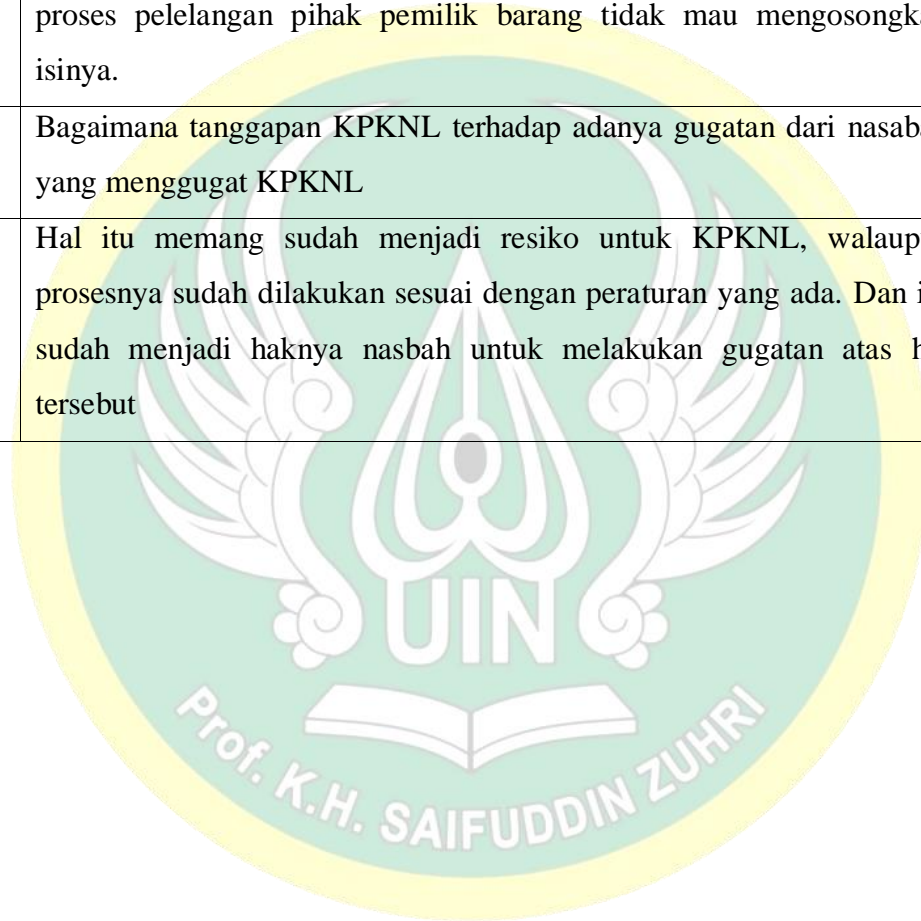 proses pelelangan pihak pemilik barang tidak mau mengosongka
isinya.
Bagaimana tanggapan KPKNL terhadap adanya gugatan dari nasaba
yang menggugat KPKNL
Hal itu memang sudah menjadi resiko untuk KPKNL, walaup
prosesnya sudah dilakukan sesuai dengan peraturan yang ada. Dan i
sudah menjadi haknya nasbah untuk melakukan gugatan atas h
tersebut
UIN
Prof. K.H. SAIFUDDIN ZUHRI